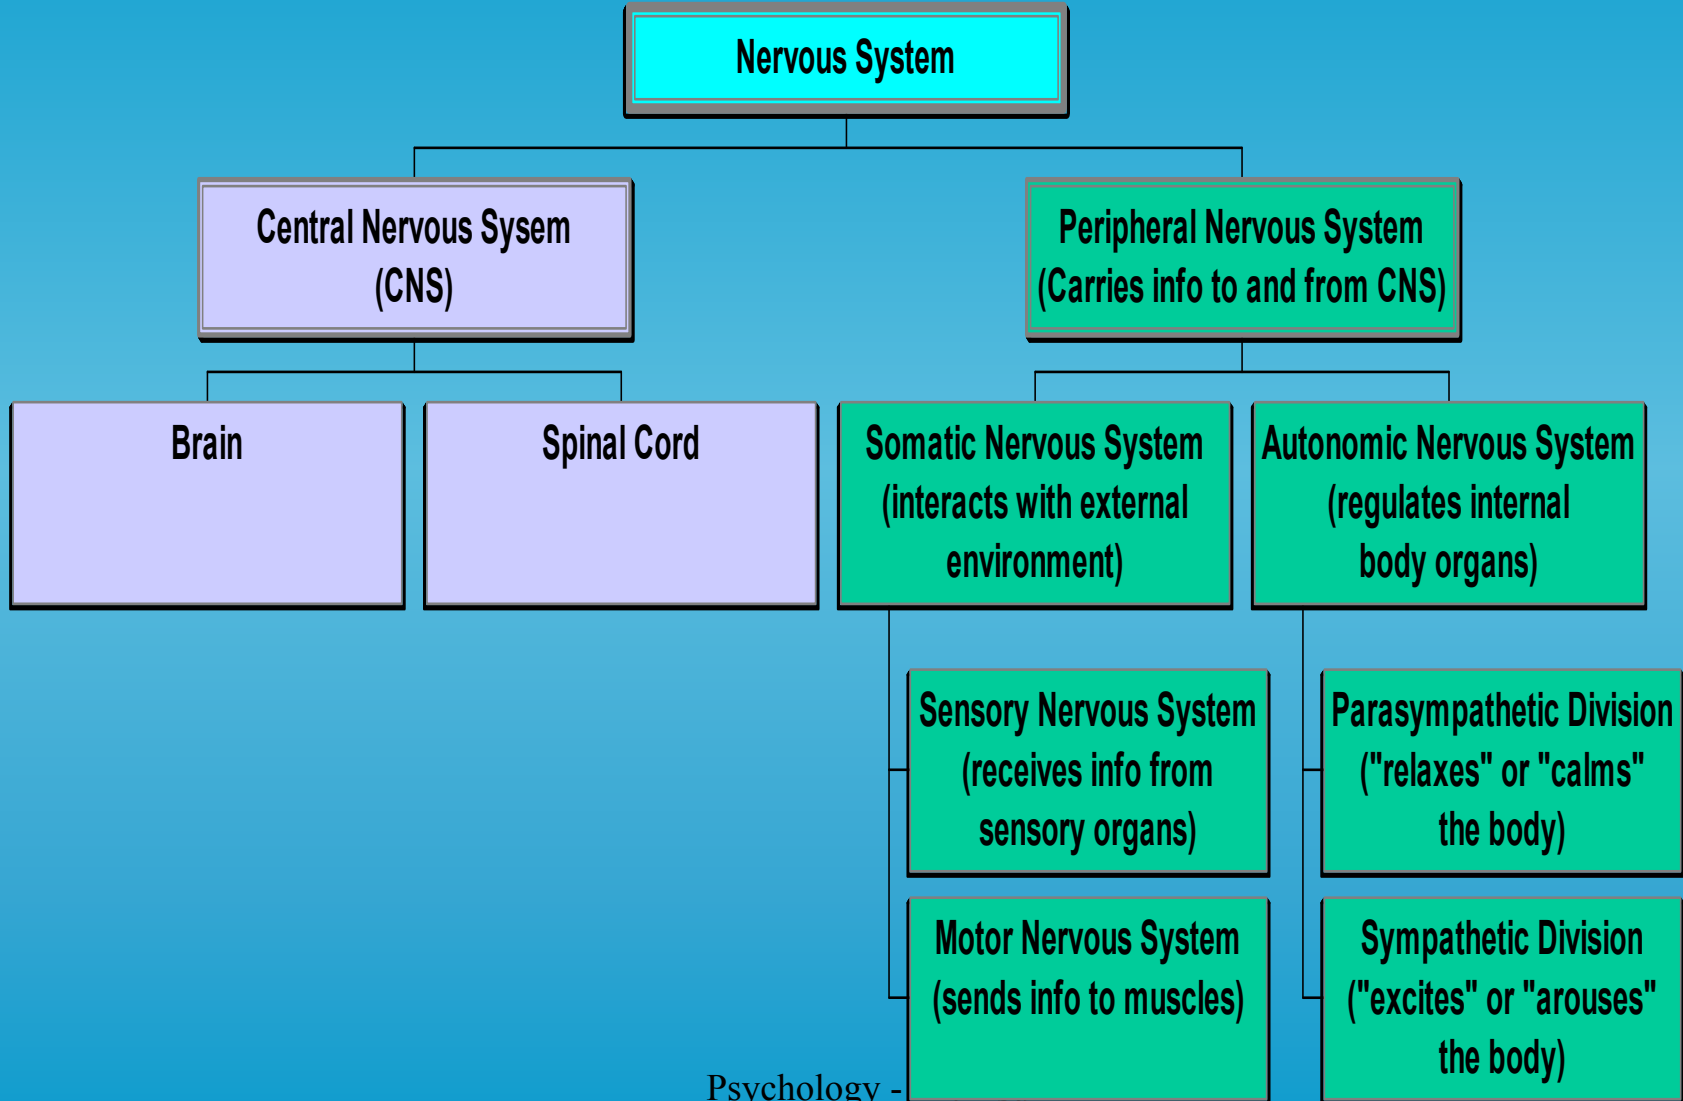 Nervous System
Central Nervous Sysem
(CNS)
Peripheral Nervous System
(Carries info to and from CNS)
Brain
Spinal Cord
Somatic Nervous System
(interacts with external
environment)
Autonomic Nervous System
(regulates internal
body organs)
Sensory Nervous System
(receives info from
sensory organs)
Parasympathetic Division
("relaxes" or "calms"
the body)
Motor Nervous System
(sends info to muscles)
Sympathetic Division
("excites" or "arouses"
the body)
Psychology -